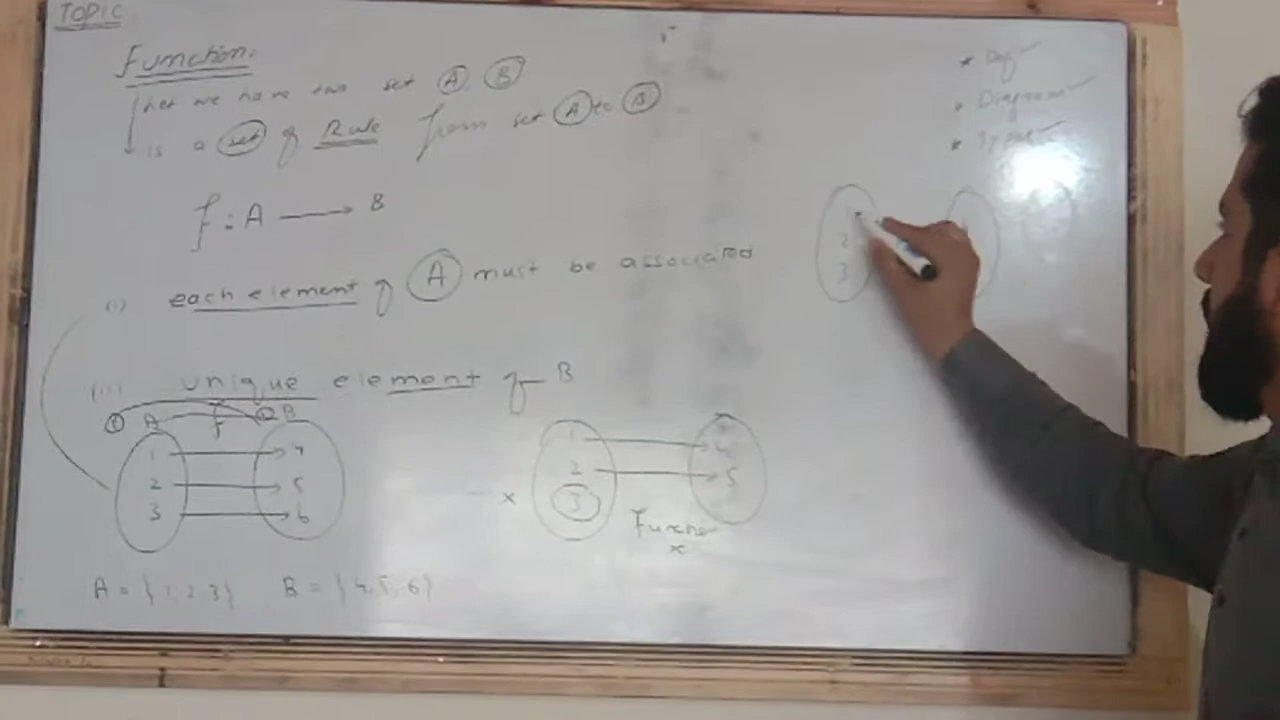 TOPIC
Function.
Let we have two set A, B
is a set of Rule from set A to B
f : A ⟶ B
(i) each element of A must be associated
(ii) unique element of B
A f B
1 4
2 5
3 6
A = {1,2,3} B = {4,5,6}
1 4
2 5
3
x
x
* Def
* Diagram
* Type
2
3